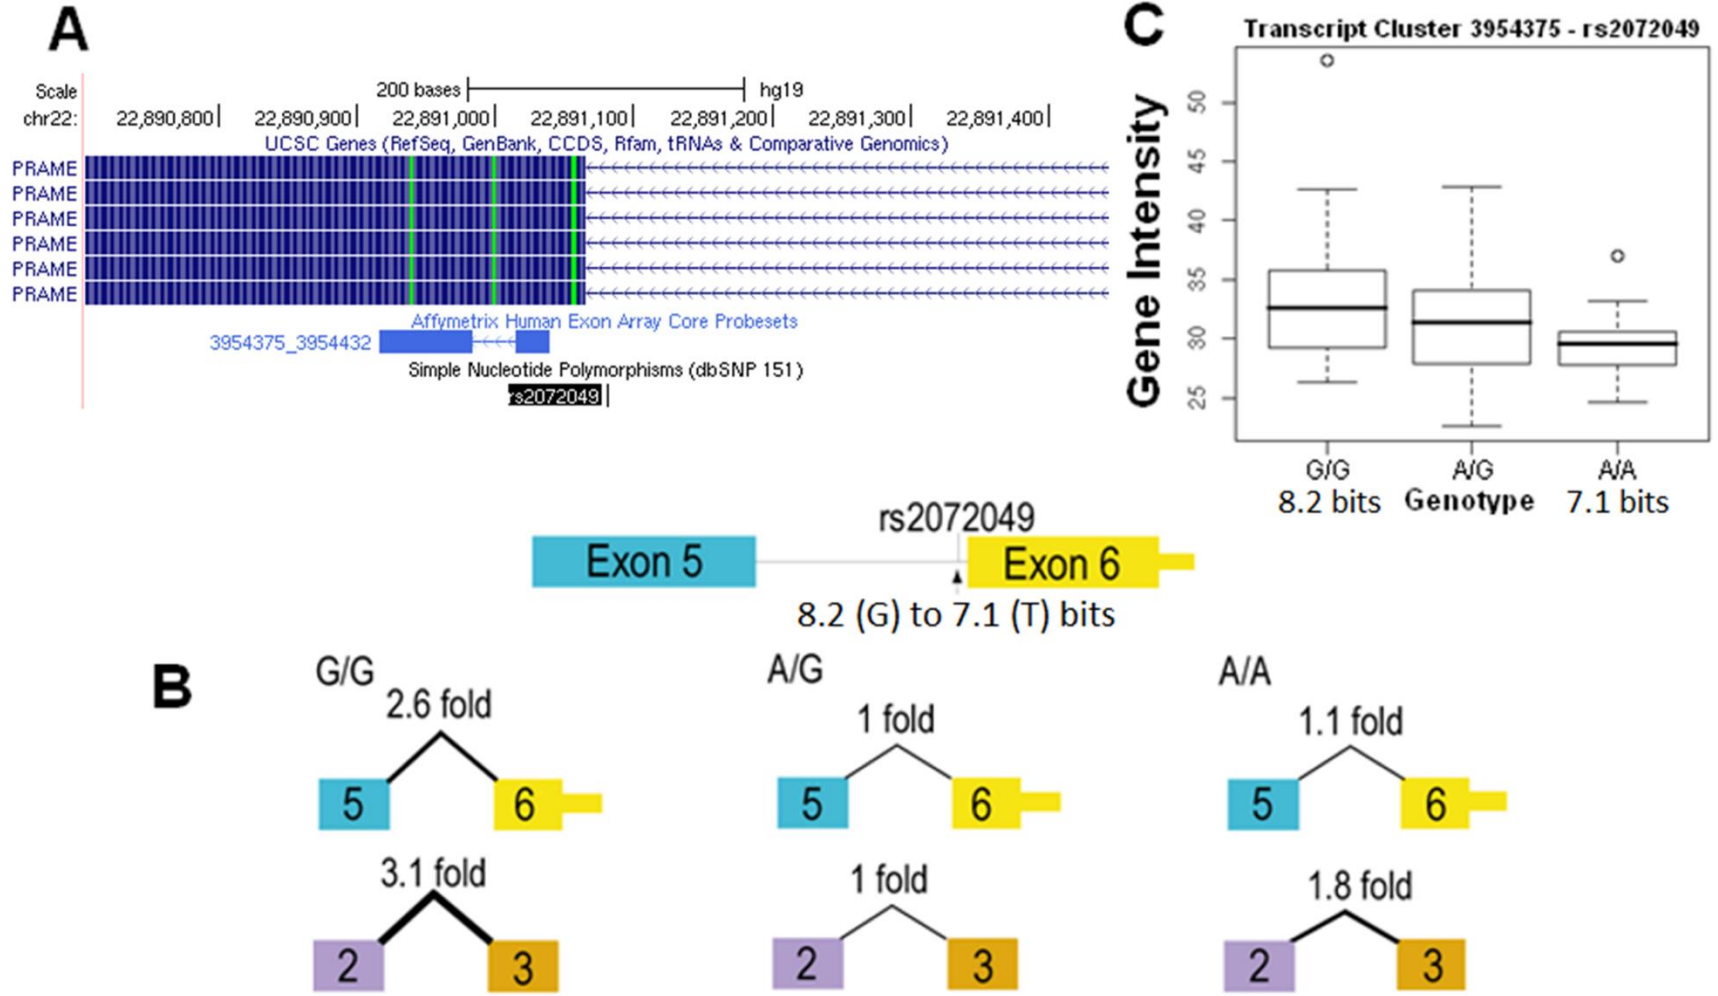 A
Scale 200 bases hg19
chr22: 22,890,800| 22,890,900| 22,891,000| 22,891,100| 22,891,200| 22,891,300| 22,891,400|
UCSC Genes (RefSeq, GenBank, CCDS, Rfam, tRNAs & Comparative Genomics)
PRAME
PRAME
PRAME
PRAME
PRAME
PRAME
Affymetrix Human Exon Array Core Probesets
3954375_3954432
Simple Nucleotide Polymorphisms (dbSNP 151)
rs2072049
C
Transcript Cluster 3954375 - rs2072049
Gene Intensity
50
45
40
35
30
25
G/G A/G A/A
8.2 bits Genotype 7.1 bits
rs2072049
Exon 5 Exon 6
8.2 (G) to 7.1 (T) bits
B
G/G A/G A/A
2.6 fold 1 fold 1.1 fold
5 6 5 6 5 6
3.1 fold 1 fold 1.8 fold
2 3 2 3 2 3